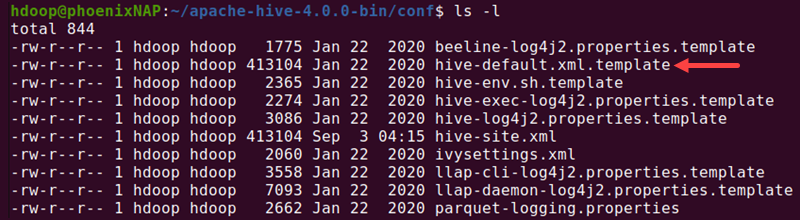 hdoop@phoenixNAP:~/apache-hive-4.0.0-bin/conf$ ls -l
total 844
-rw-r--r-- 1 hdoop hdoop   1775 Jan 22  2020 beeline-log4j2.properties.template
-rw-r--r-- 1 hdoop hdoop 413104 Jan 22  2020 hive-default.xml.template
-rw-r--r-- 1 hdoop hdoop   2365 Jan 22  2020 hive-env.sh.template
-rw-r--r-- 1 hdoop hdoop   2274 Jan 22  2020 hive-exec-log4j2.properties.template
-rw-r--r-- 1 hdoop hdoop   3086 Jan 22  2020 hive-log4j2.properties.template
-rw-r--r-- 1 hdoop hdoop 413104 Sep  3 04:15 hive-site.xml
-rw-r--r-- 1 hdoop hdoop   2060 Jan 22  2020 ivysettings.xml
-rw-r--r-- 1 hdoop hdoop   3558 Jan 22  2020 llap-cli-log4j2.properties.template
-rw-r--r-- 1 hdoop hdoop   7093 Jan 22  2020 llap-daemon-log4j2.properties.template
-rw-r--r-- 1 hdoop hdoop   2662 Jan 22  2020 parquet-logging.properties